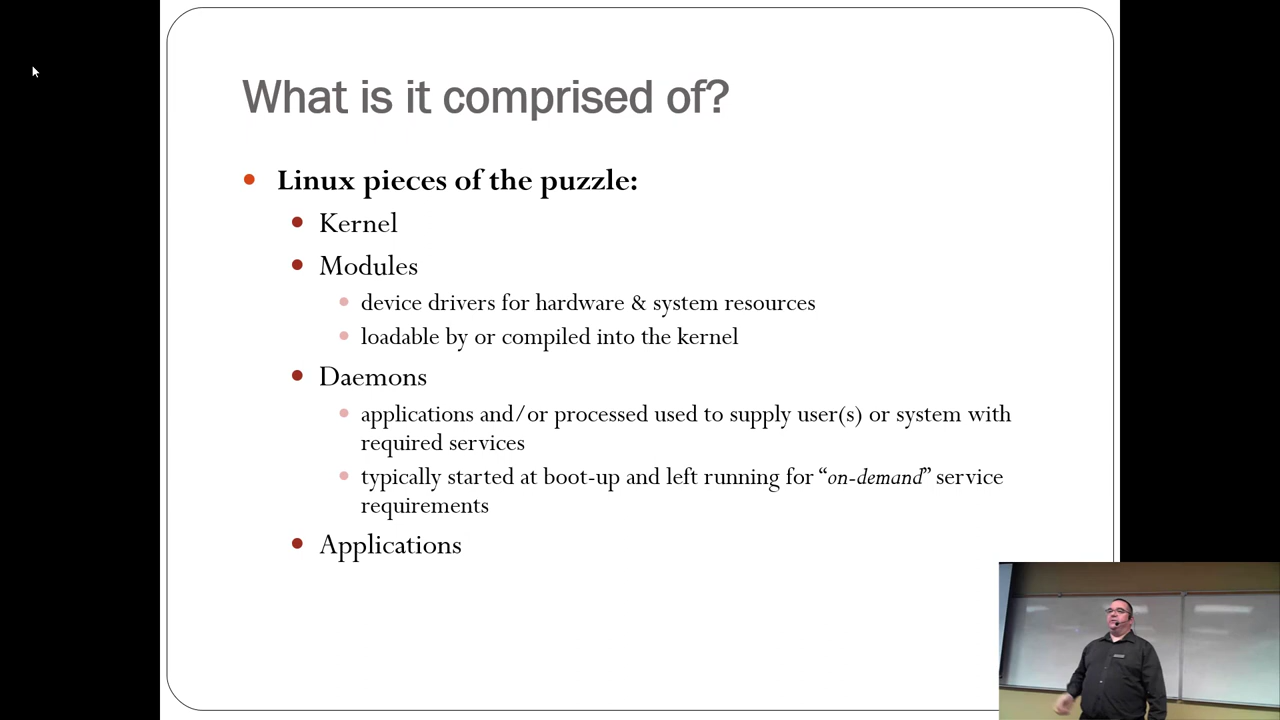 What is it comprised of?
Linux pieces of the puzzle:
Kernel
Modules
device drivers for hardware & system resources
loadable by or compiled into the kernel
Daemons
applications and/or processed used to supply user(s) or system with
required services
typically started at boot-up and left running for “on-demand” service
requirements
Applications